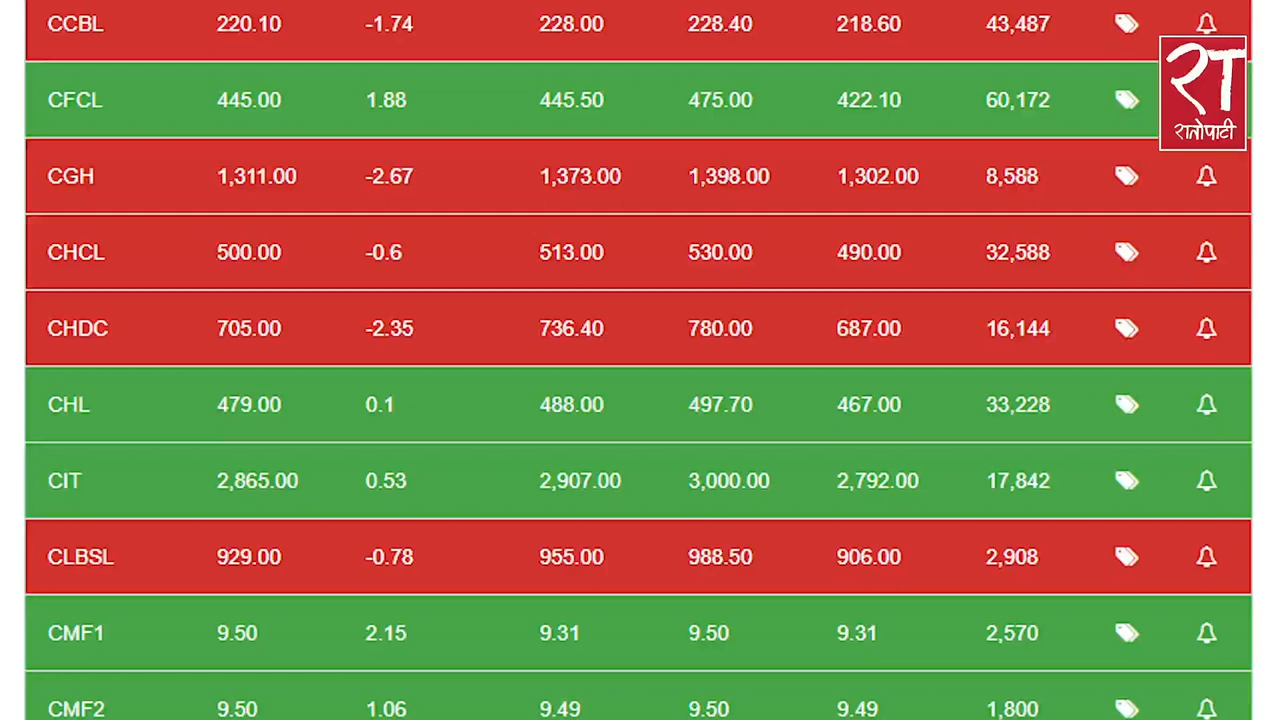 CCBL 220.10 -1.74 228.00 228.40 218.60 43,487
रा
रातोपाटी
CFCL 445.00 1.88 445.50 475.00 422.10 60,172
CGH 1,311.00 -2.67 1,373.00 1,398.00 1,302.00 8,588
CHCL 500.00 -0.6 513.00 530.00 490.00 32,588
CHDC 705.00 -2.35 736.40 780.00 687.00 16,144
CHL 479.00 0.1 488.00 497.70 467.00 33,228
CIT 2,865.00 0.53 2,907.00 3,000.00 2,792.00 17,842
CLBSL 929.00 -0.78 955.00 988.50 906.00 2,908
CMF1 9.50 2.15 9.31 9.50 9.31 2,570
CMF2 9.50 1.06 9.49 9.50 9.49 1,800